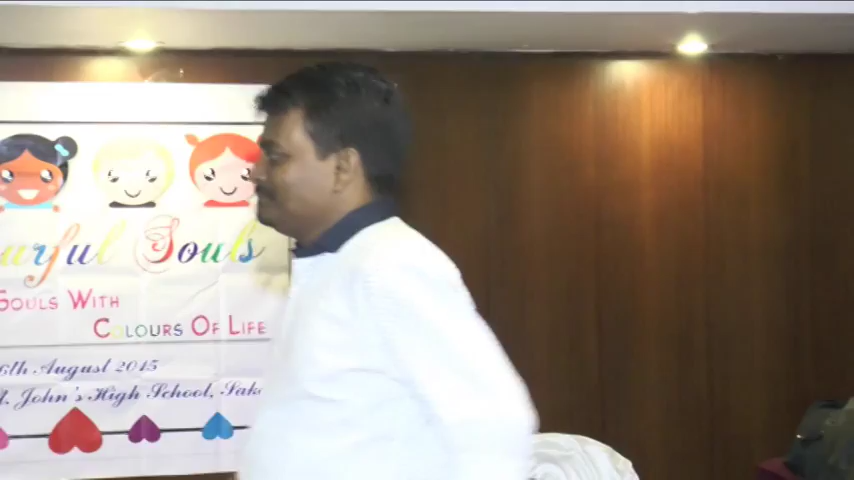 urful Souls
Souls With
Colours Of Life
6th August 2015
John's High School,